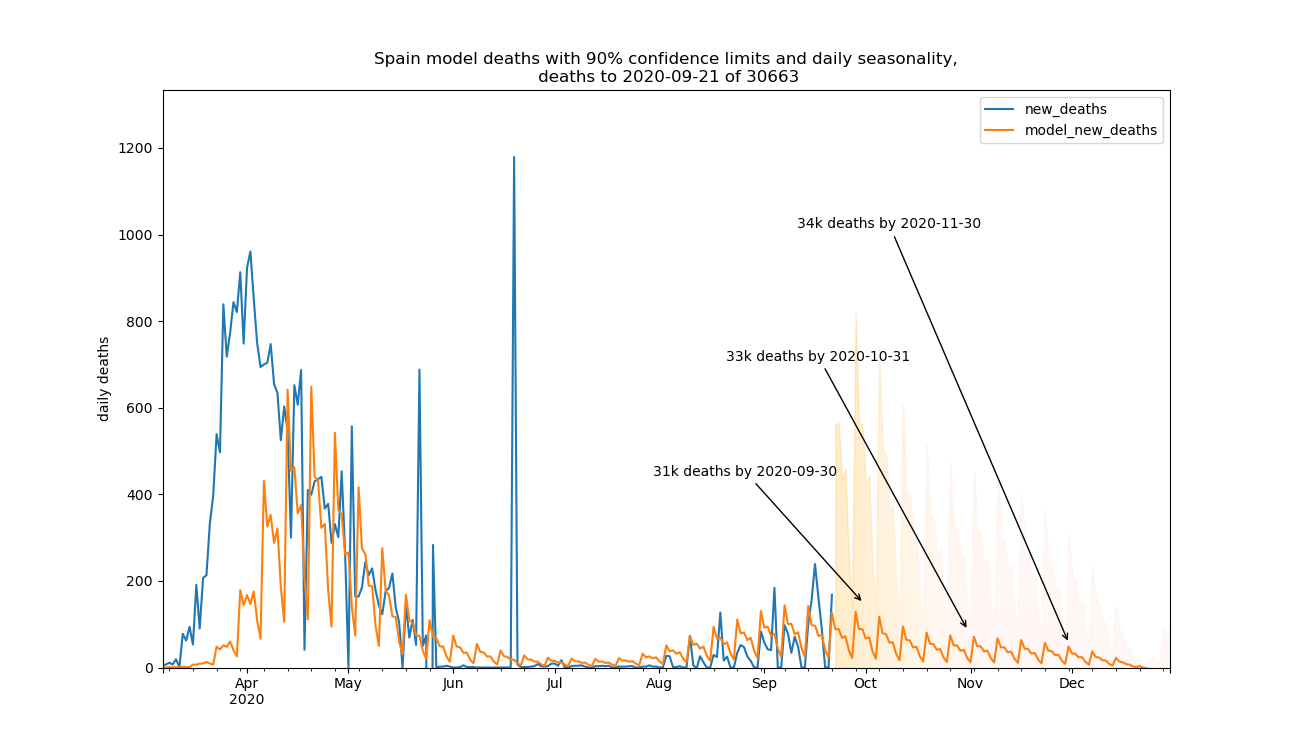 Spain model deaths with 90% confidence limits and daily seasonality,
deaths to 2020-09-21 of 30663
new_deaths
model_new_deaths
1200
1000
800
600
400
200
0
daily deaths
34k deaths by 2020-11-30
33k deaths by 2020-10-31
31k deaths by 2020-09-30
Apr May Jun Jul Aug Sep Oct Nov Dec
2020